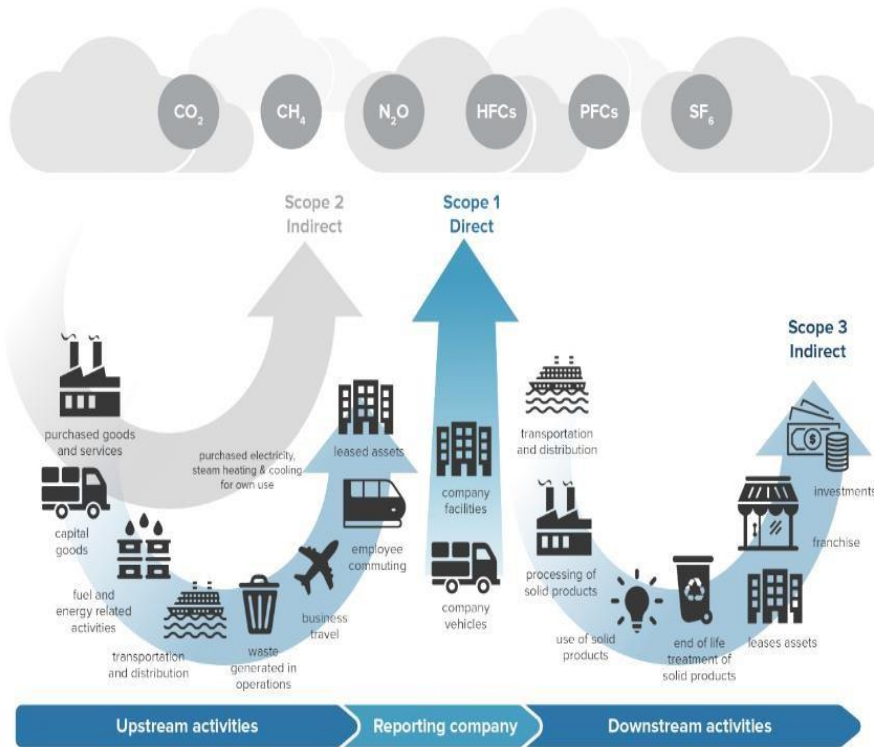 CO₂
CH₄
N₂O
HFCs
PFCs
SF₆
Scope 2
Indirect
Scope 1
Direct
Scope 3
Indirect
purchased goods
and services
capital
goods
fuel and
energy related
activities
transportation
and distribution
waste
generated in
operations
business
travel
employee
commuting
leased assets
purchased electricity,
steam heating & cooling
for own use
company
facilities
company
vehicles
transportation
and distribution
processing of
solid products
use of solid
products
end of life
treatment of
solid products
leases assets
franchise
investments
Upstream activities
Reporting company
Downstream activities